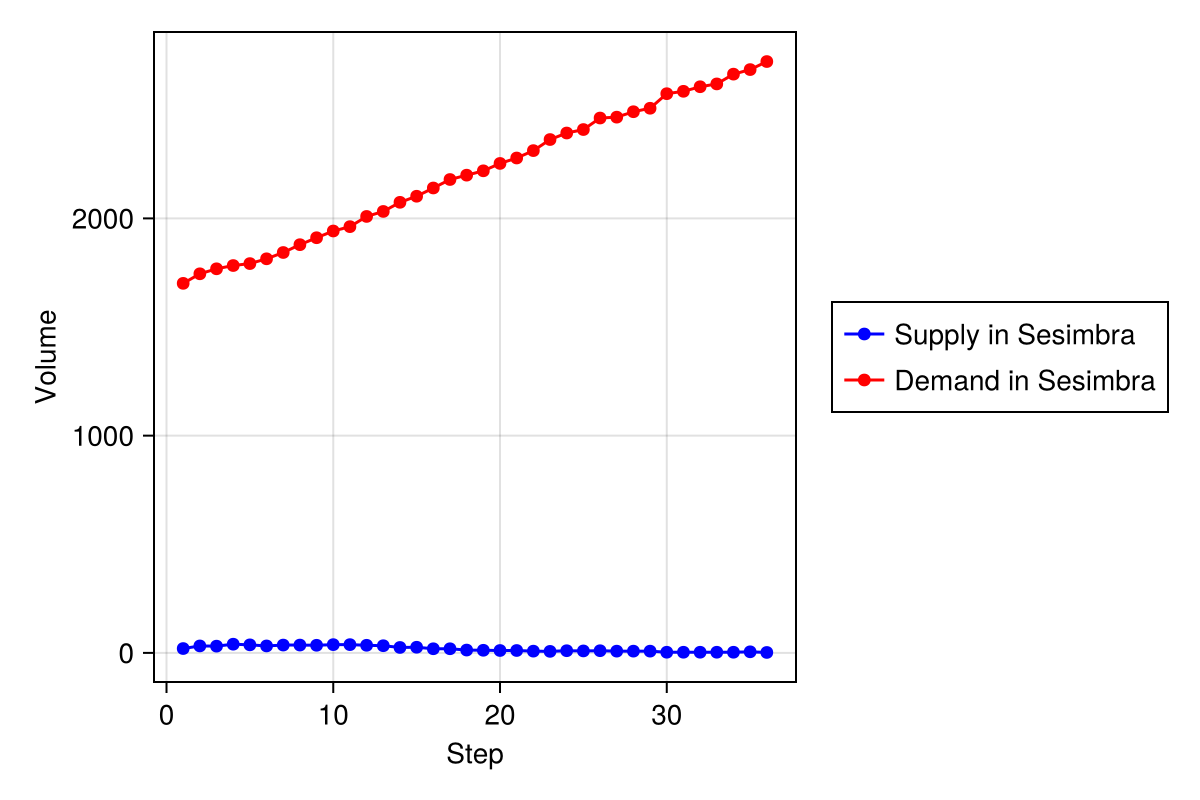 2000
1000
0
0 10 20 30
Volume
Step
Supply in Sesimbra
Demand in Sesimbra